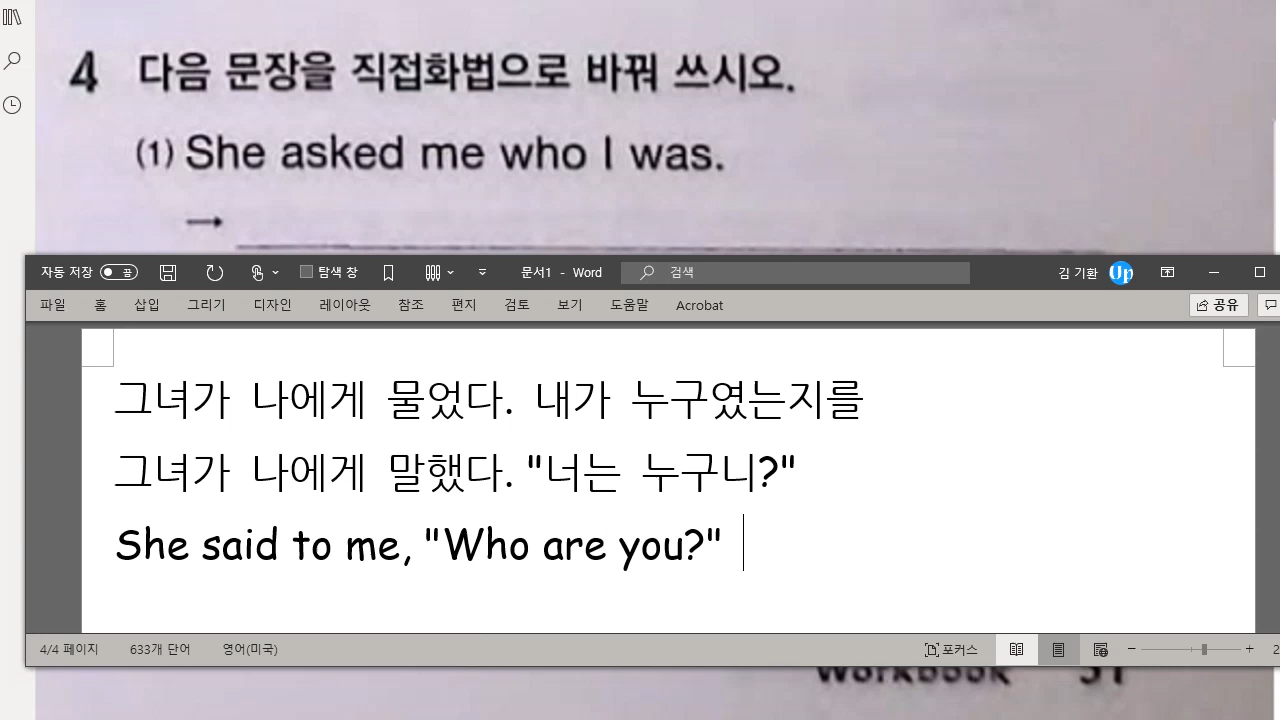 4 다음 문장을 직접화법으로 바꿔 쓰시오.
(1) She asked me who I was.
→
자동 저장 끔 탐색 창 문서1 - Word 검색 김 기환 Up
파일 홈 삽입 그리기 디자인 레이아웃 참조 편지 검토 보기 도움말 Acrobat 공유
그녀가 나에게 물었다. 내가 누구였는지를
그녀가 나에게 말했다. "너는 누구니?"
She said to me, "Who are you?"
4/4 페이지 633개 단어 영어(미국) 포커스
Workbook 51